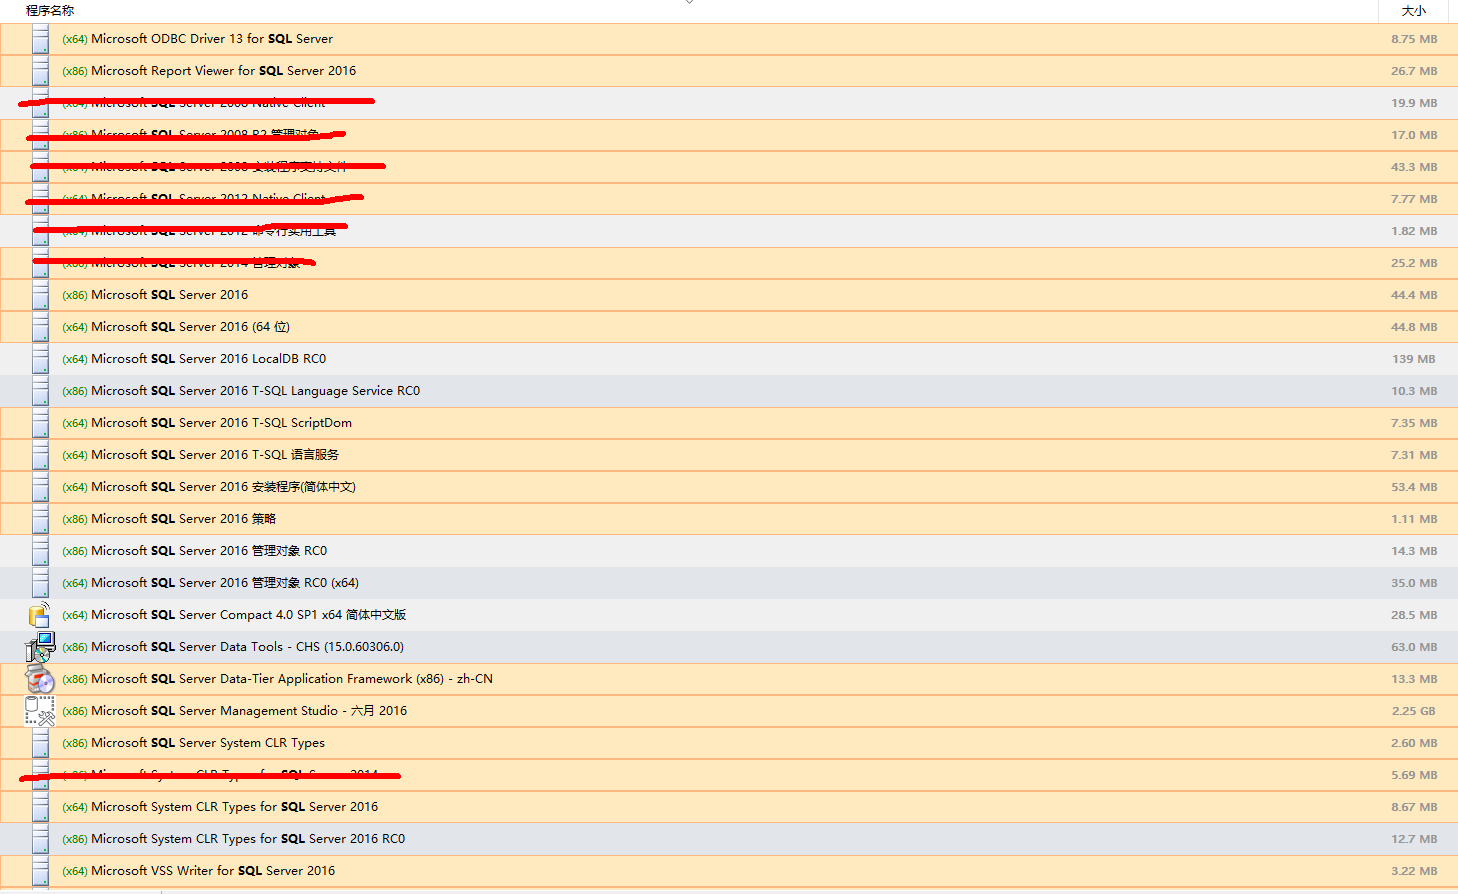 程序名称 大小
(x64) Microsoft ODBC Driver 13 for SQL Server 8.75 MB
(x86) Microsoft Report Viewer for SQL Server 2016 26.7 MB
(x64) Microsoft SQL Server 2008 Native Client 19.9 MB
(x86) Microsoft SQL Server 2008 R2 管理对象 17.0 MB
(x64) Microsoft SQL Server 2008 安装程序支持文件 43.3 MB
(x64) Microsoft SQL Server 2012 Native Client 7.77 MB
(x64) Microsoft SQL Server 2012 命令行实用工具 1.82 MB
(x86) Microsoft SQL Server 2014 管理对象 25.2 MB
(x86) Microsoft SQL Server 2016 44.4 MB
(x64) Microsoft SQL Server 2016 (64 位) 44.8 MB
(x64) Microsoft SQL Server 2016 LocalDB RC0 139 MB
(x86) Microsoft SQL Server 2016 T-SQL Language Service RC0 10.3 MB
(x64) Microsoft SQL Server 2016 T-SQL ScriptDom 7.35 MB
(x64) Microsoft SQL Server 2016 T-SQL 语言服务 7.31 MB
(x64) Microsoft SQL Server 2016 安装程序(简体中文) 53.4 MB
(x86) Microsoft SQL Server 2016 策略 1.11 MB
(x86) Microsoft SQL Server 2016 管理对象 RC0 14.3 MB
(x64) Microsoft SQL Server 2016 管理对象 RC0 (x64) 35.0 MB
(x64) Microsoft SQL Server Compact 4.0 SP1 x64 简体中文版 28.5 MB
(x86) Microsoft SQL Server Data Tools - CHS (15.0.60306.0) 63.0 MB
(x86) Microsoft SQL Server Data-Tier Application Framework (x86) - zh-CN 13.3 MB
(x86) Microsoft SQL Server Management Studio - 六月 2016 2.25 GB
(x86) Microsoft SQL Server System CLR Types 2.60 MB
Microsoft System CLR Types for SQL Server 2014 5.69 MB
(x64) Microsoft System CLR Types for SQL Server 2016 8.67 MB
(x86) Microsoft System CLR Types for SQL Server 2016 RC0 12.7 MB
(x64) Microsoft VSS Writer for SQL Server 2016 3.22 MB